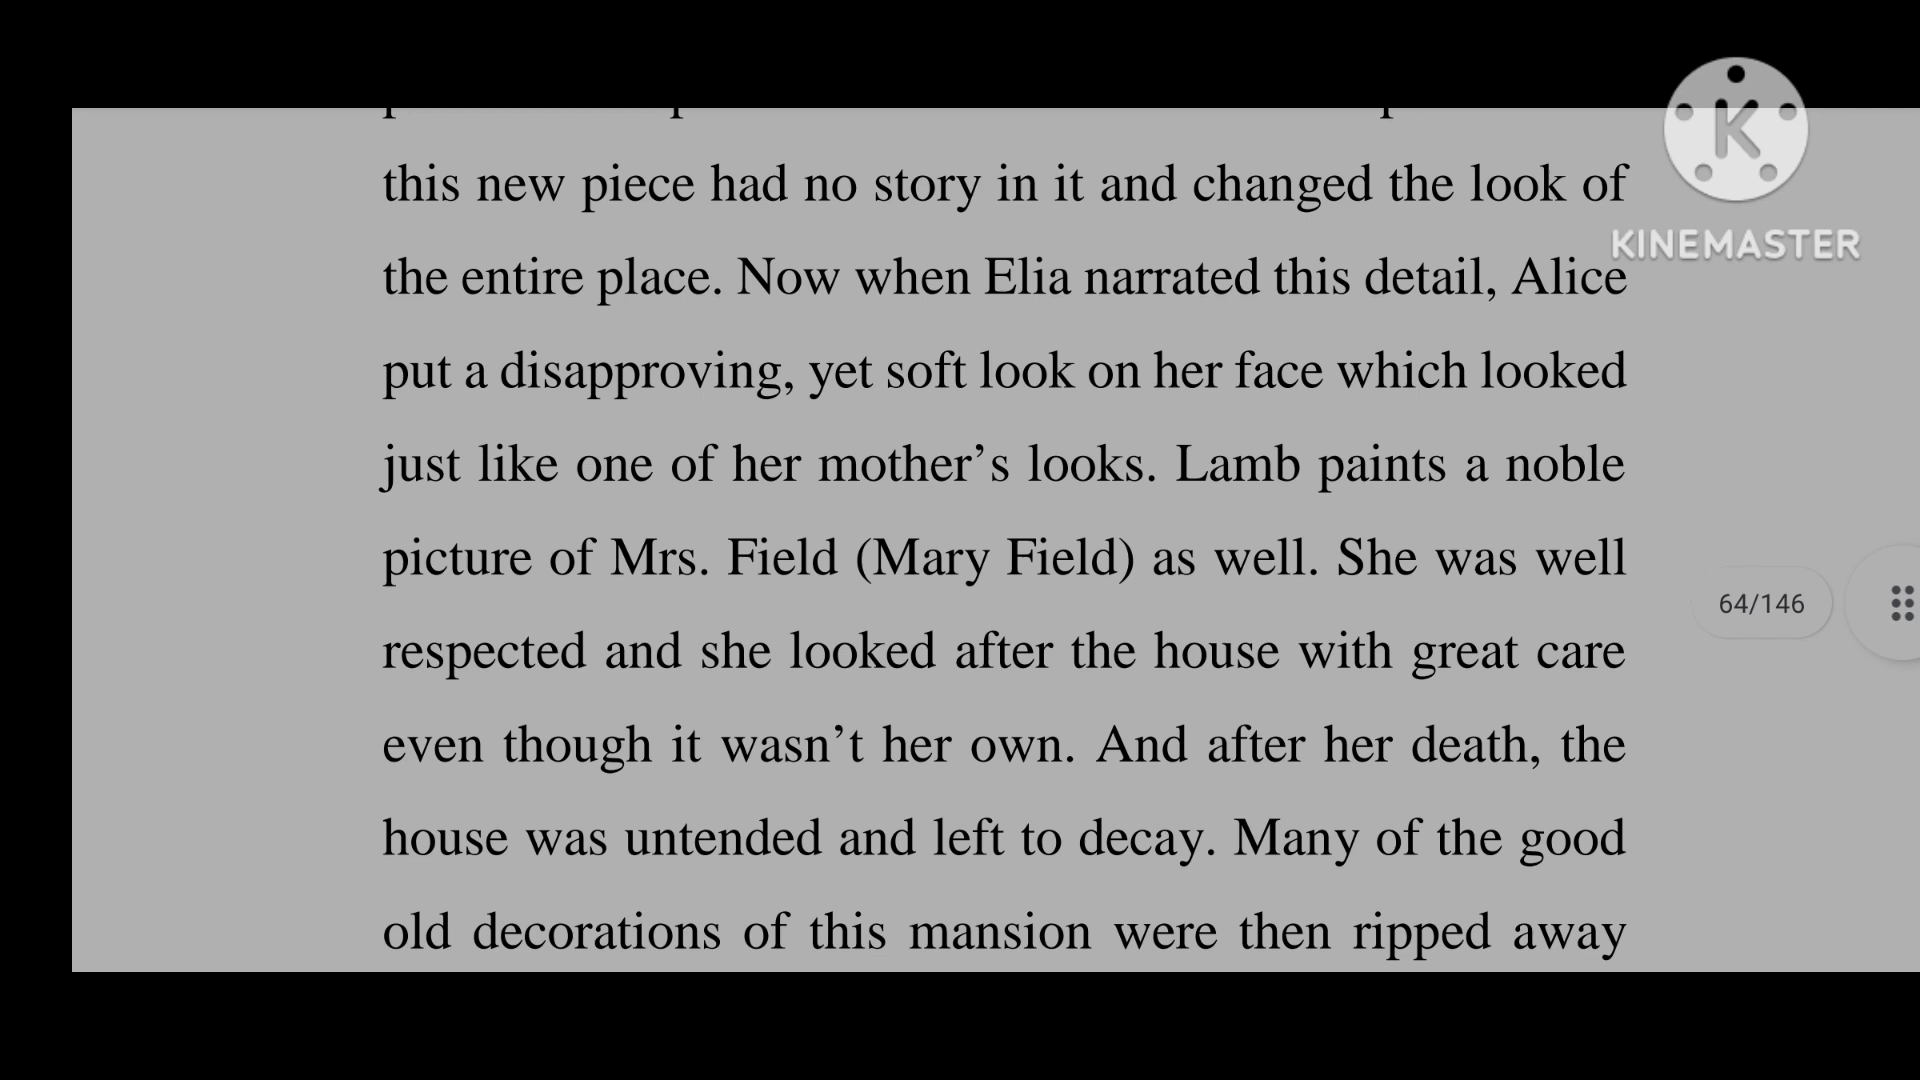 this new piece had no story in it and changed the look of
the entire place. Now when Elia narrated this detail, Alice
put a disapproving, yet soft look on her face which looked
just like one of her mother’s looks. Lamb paints a noble
picture of Mrs. Field (Mary Field) as well. She was well
respected and she looked after the house with great care
even though it wasn’t her own. And after her death, the
house was untended and left to decay. Many of the good
old decorations of this mansion were then ripped away
K
KINEMASTER
64/146